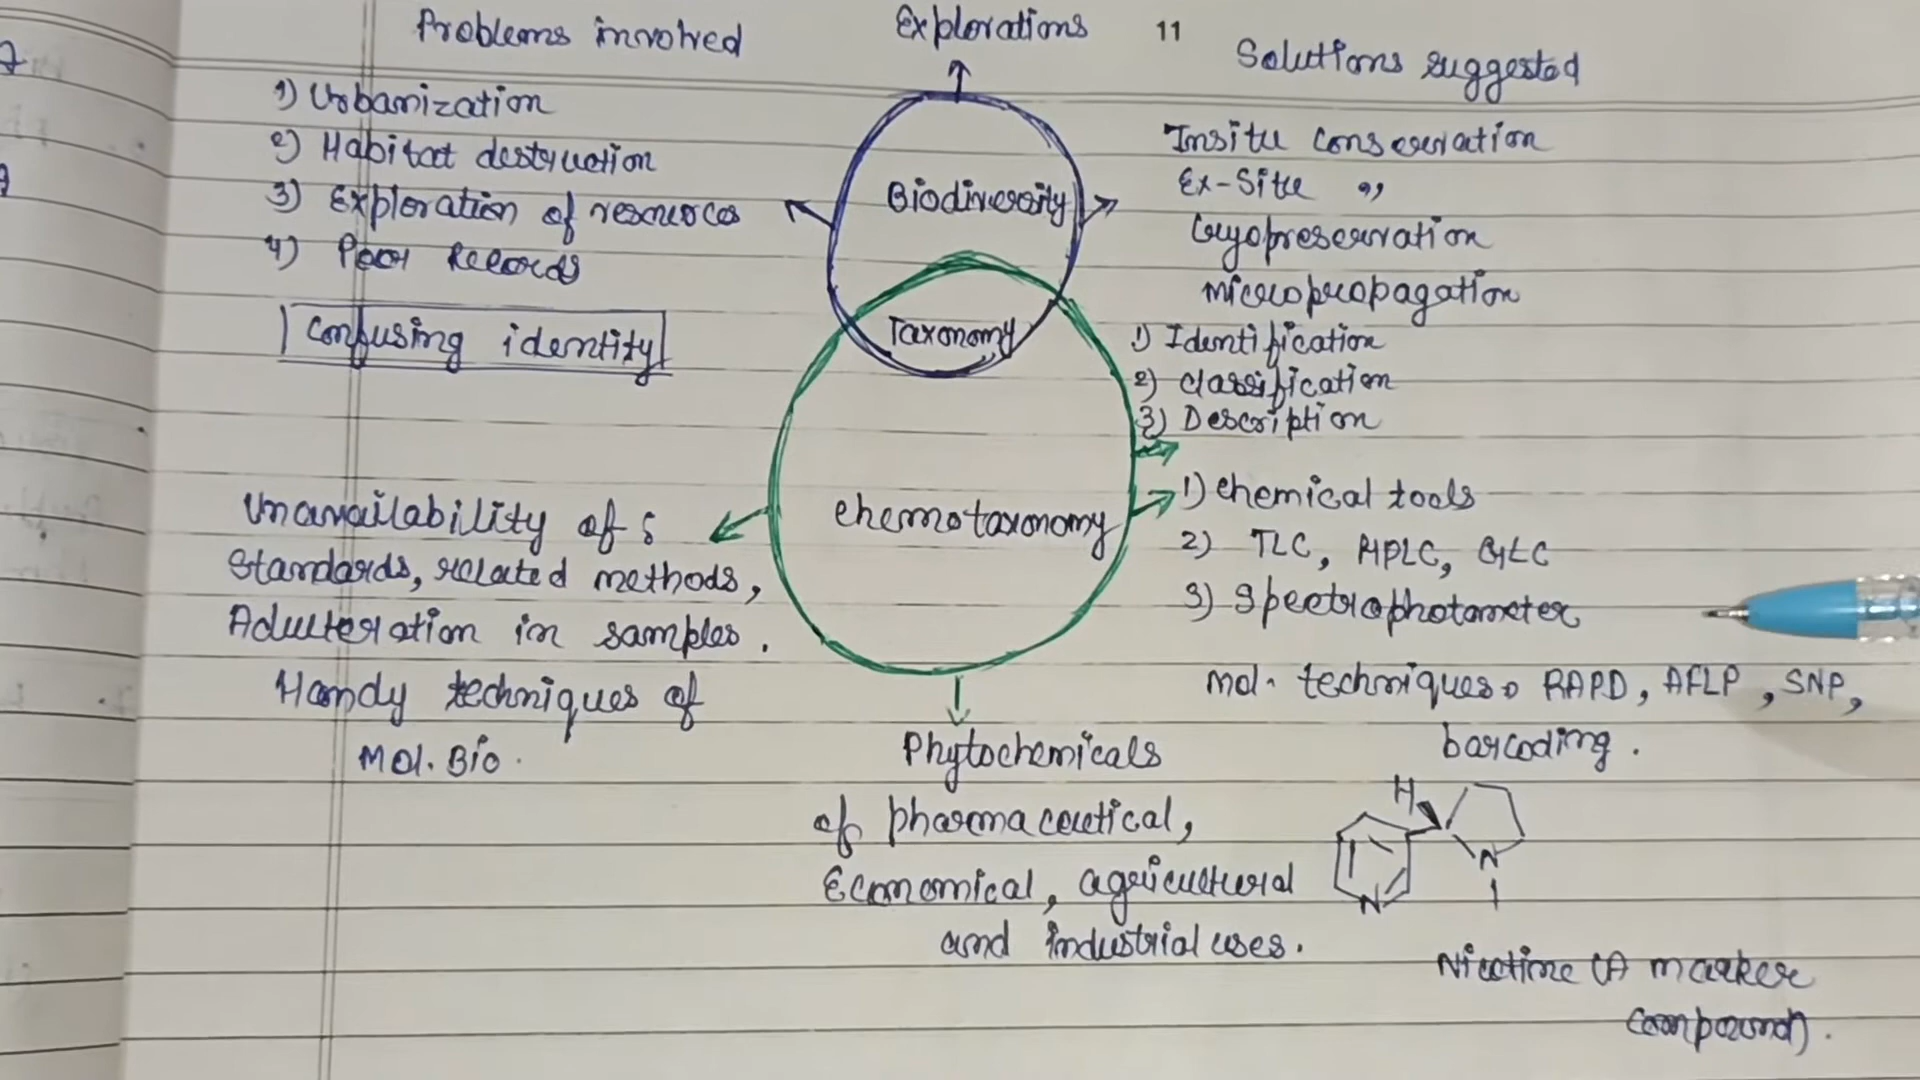 Problems involved
Explorations
11
Solutions suggested
1) Urbanization
2) Habitat destruction
3) Exploration of resources
4) Poor Records
Confusing identity
Biodiversity
Taxonomy
Insitu Conservation
Ex-Situ ,,
Cryopreservation
micropropagation
1) Identification
2) classification
3) Description
Unavailability of
Standards, related methods,
Adulteration in samples.
Handy techniques of
Mol. Bio.
chemotaxonomy
1) chemical tools
2) TLC, HPLC, GLC
3) Spectrophotometer
Mol. techniques RAPD, AFLP, SNP,
barcoding.
Phytochemicals
of pharmaceutical,
Economical, agricultural
and industrial uses.
H
N
N
Nicotine (A marker
compound).